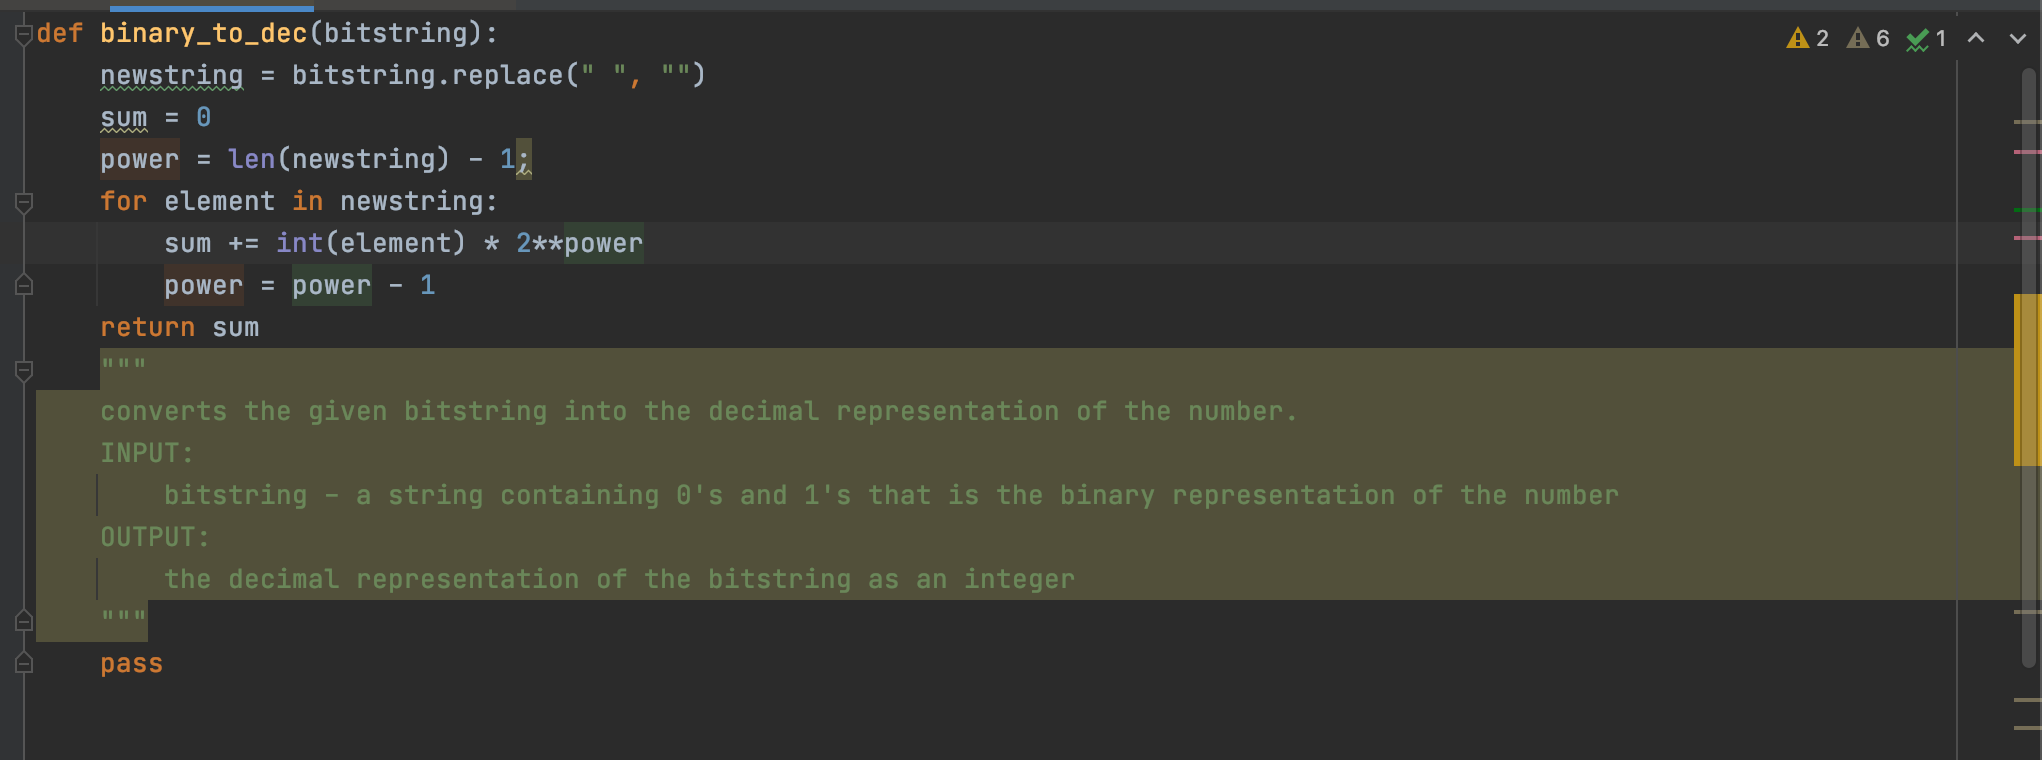 def binary_to_dec(bitstring):
2 6 1
    newstring = bitstring.replace(" ", "")
    sum = 0
    power = len(newstring) - 1;
    for element in newstring:
        sum += int(element) * 2**power
        power = power - 1
    return sum
    """
    converts the given bitstring into the decimal representation of the number.
    INPUT:
        bitstring - a string containing 0's and 1's that is the binary representation of the number
    OUTPUT:
        the decimal representation of the bitstring as an integer
    """
    pass